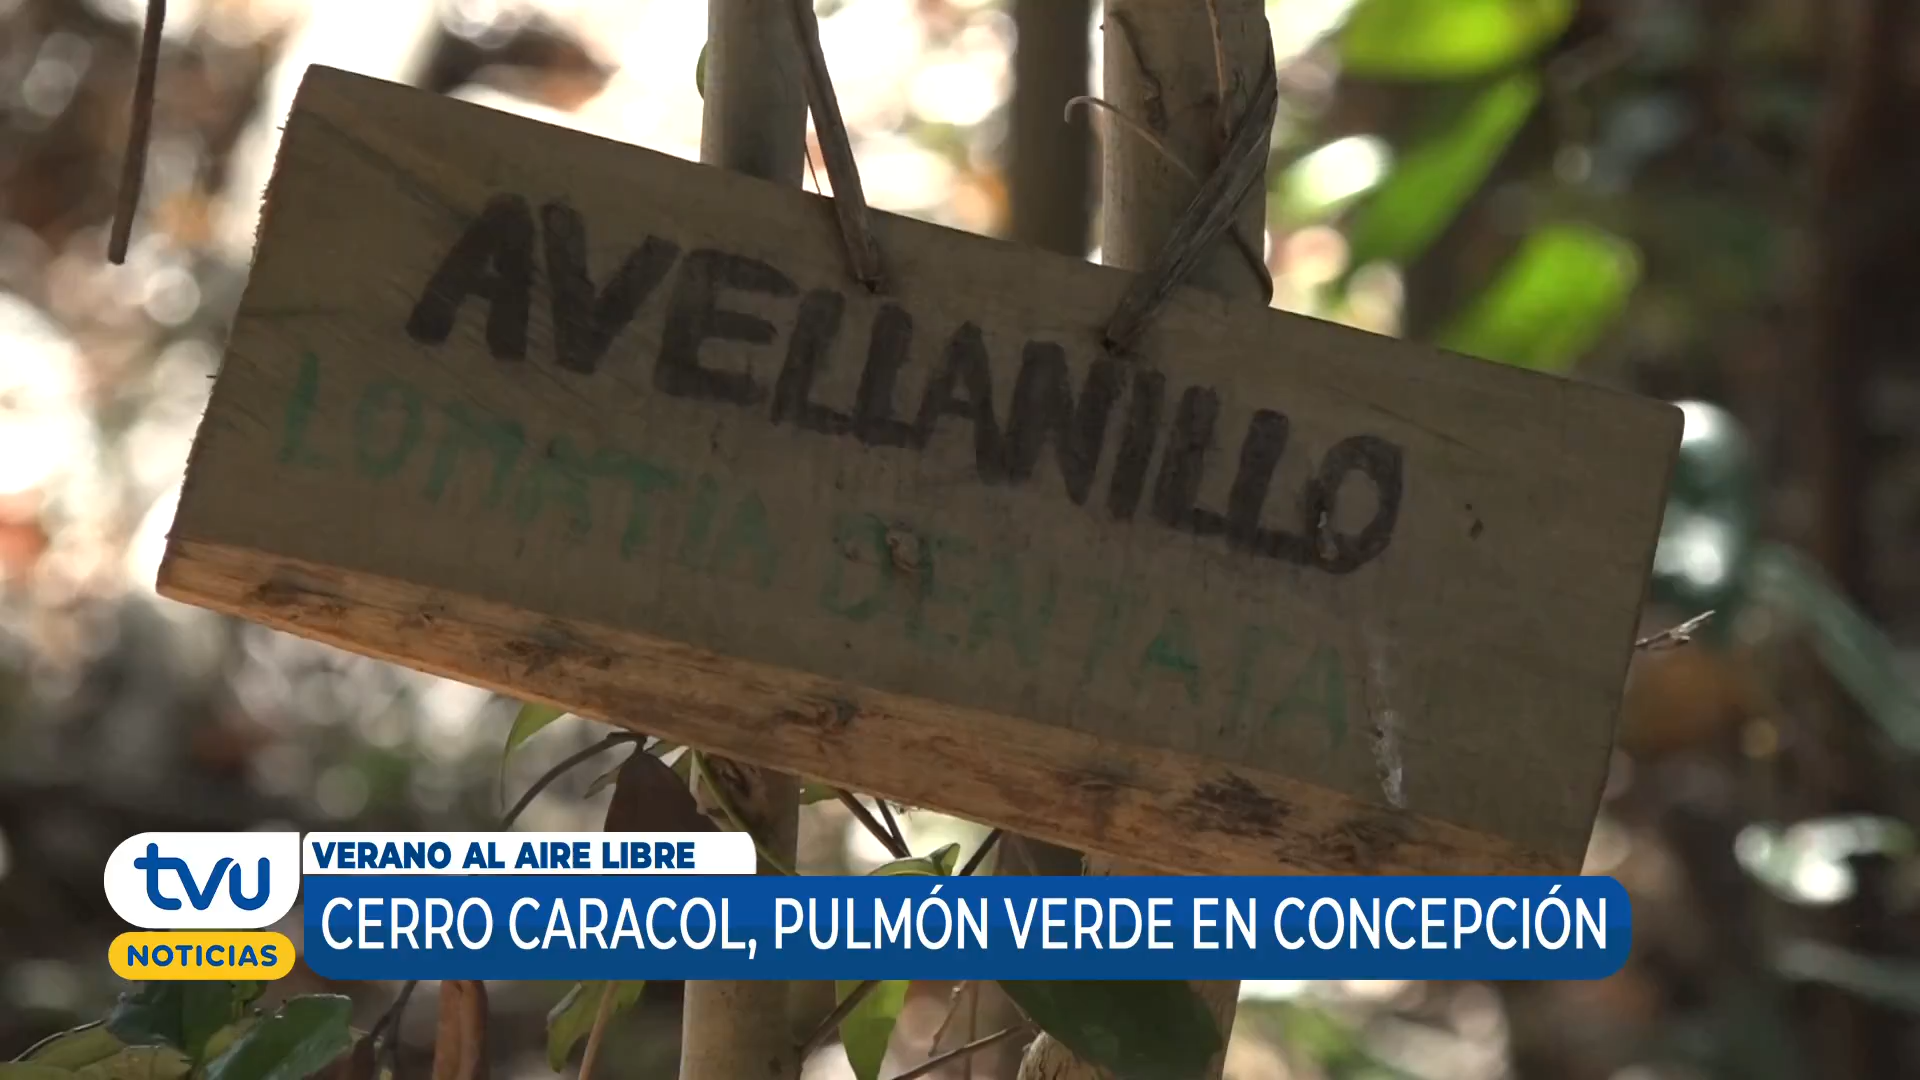 AVELLANILLO
LOMATIA DENTATA
tvu
NOTICIAS
VERANO AL AIRE LIBRE
CERRO CARACOL, PULMÓN VERDE EN CONCEPCIÓN